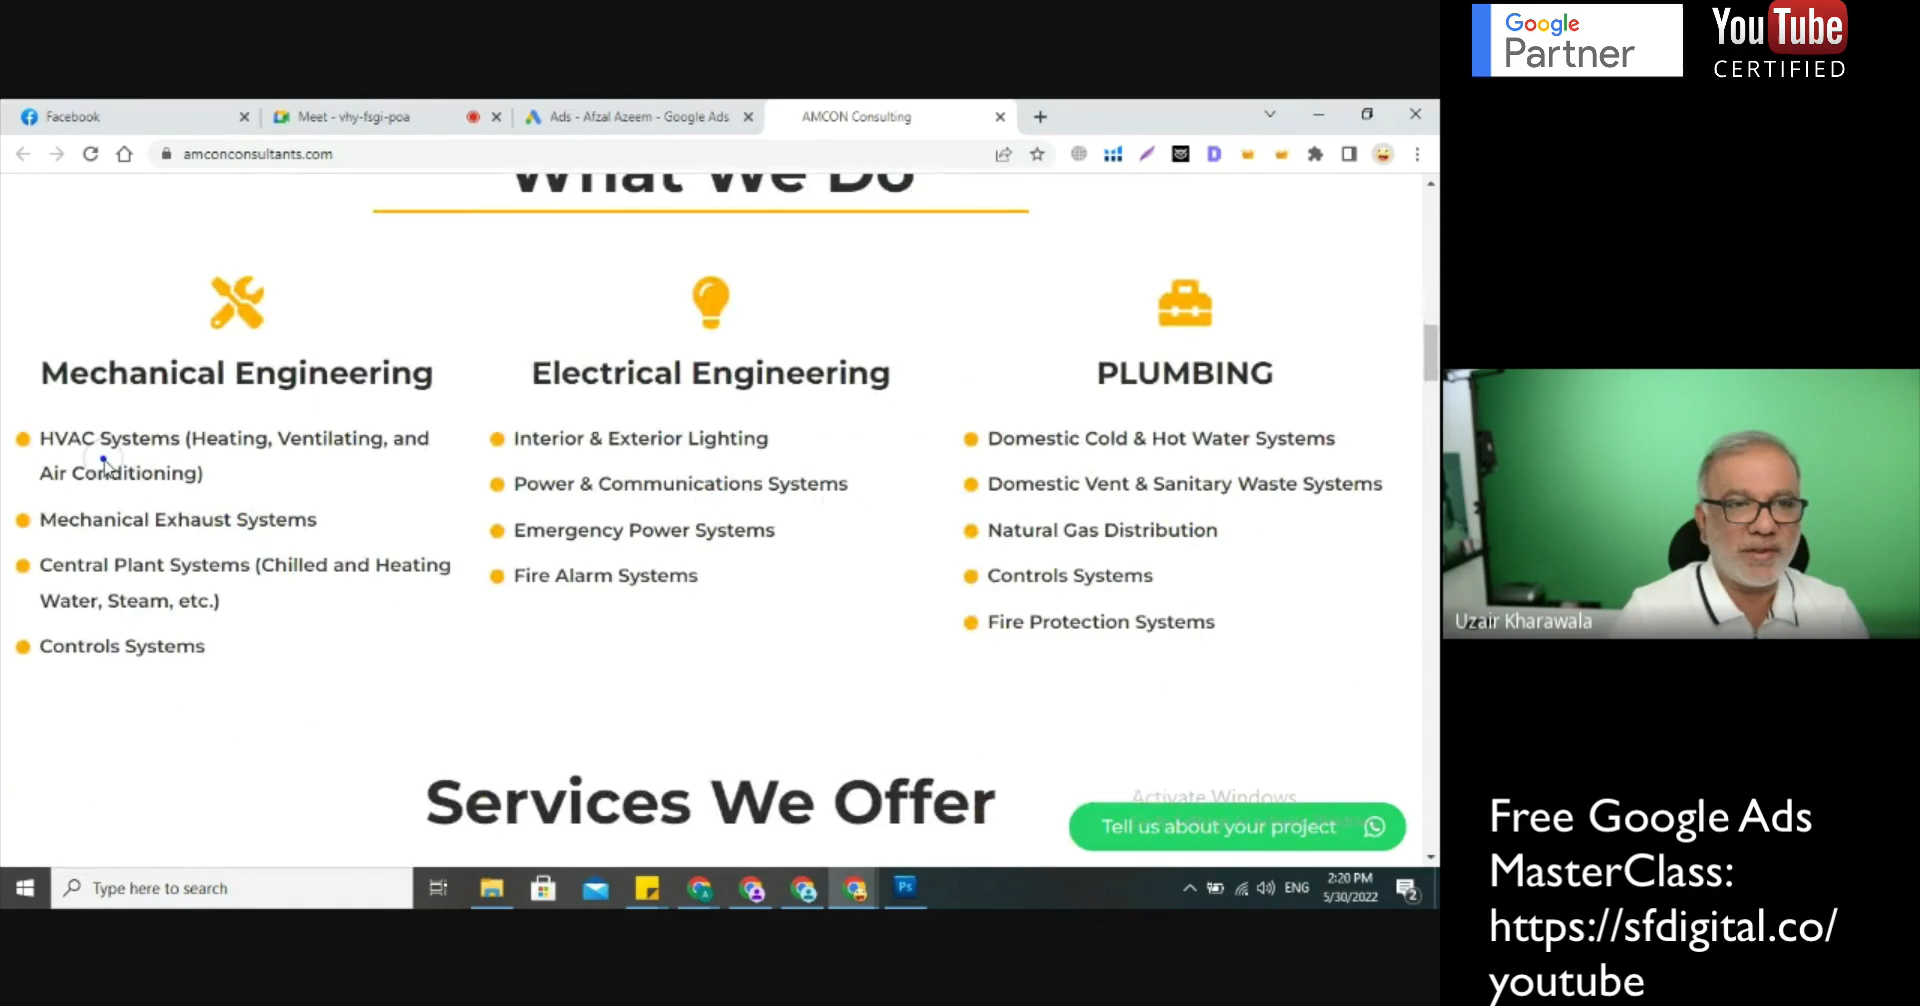 Google
Partner
YouTube
CERTIFIED
Facebook
Meet - vhy-fsgi-poa
Ads - Afzal Azeem - Google Ads
AMCON Consulting
amconconsultants.com
What We Do
Mechanical Engineering
HVAC Systems (Heating, Ventilating, and
Air Conditioning)
Mechanical Exhaust Systems
Central Plant Systems (Chilled and Heating
Water, Steam, etc.)
Controls Systems
Electrical Engineering
Interior & Exterior Lighting
Power & Communications Systems
Emergency Power Systems
Fire Alarm Systems
PLUMBING
Domestic Cold & Hot Water Systems
Domestic Vent & Sanitary Waste Systems
Natural Gas Distribution
Controls Systems
Fire Protection Systems
Services We Offer
Activate Windows
Tell us about your project
Type here to search
Ps
ENG
2:20 PM
5/30/2022
2
Uzair Kharawala
Free Google Ads
MasterClass:
https://sfdigital.co/
youtube